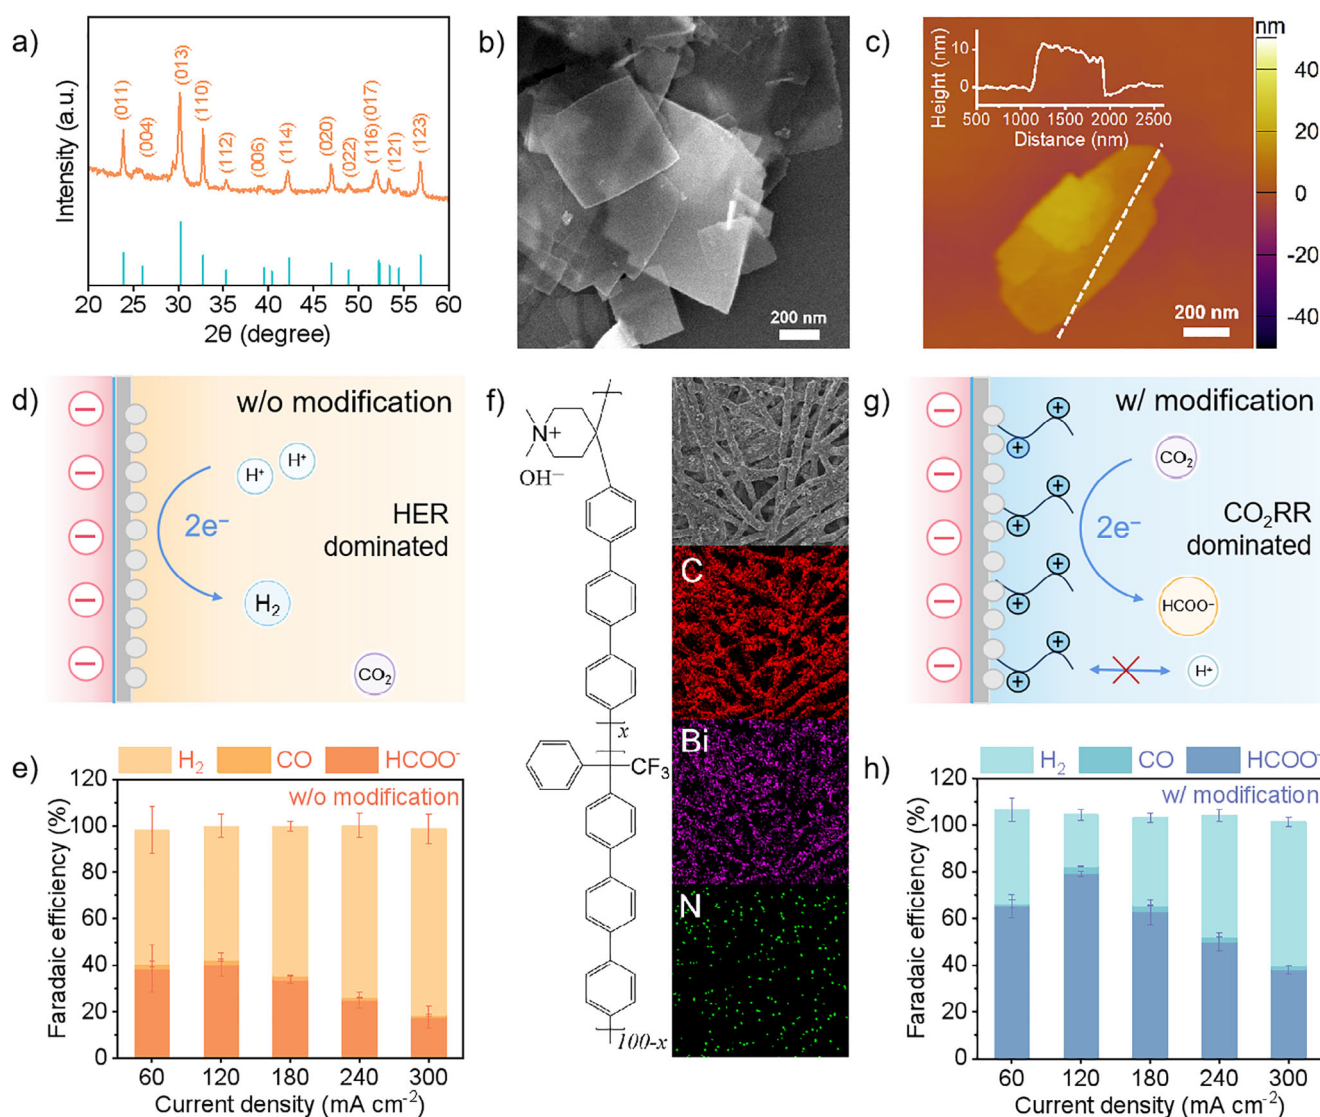 a)
Intensity (a.u.)
(011)
(004)
(013)
(110)
(112)
(006)
(114)
(020)
(022)
(116)
(017)
(121)
(123)
20 25 30 35 40 45 50 55 60
2θ (degree)
b)
200 nm
c)
Height (nm)
10
0
500 1000 1500 2000 2500
Distance (nm)
200 nm
nm
40
20
0
-20
-40
d)
w/o modification
H⁺ H⁺
2e⁻
HER
dominated
H₂
CO₂
e)
H₂ CO HCOO⁻
w/o modification
Faradaic efficiency (%)
120
100
80
60
40
20
0
60 120 180 240 300
Current density (mA cm⁻²)
f)
N+
OH⁻
x
CF₃
100-x
C
Bi
N
g)
w/ modification
CO₂
2e⁻
CO₂RR
dominated
HCOO⁻
H⁺
h)
H₂ CO HCOO⁻
w/ modification
Faradaic efficiency (%)
120
100
80
60
40
20
0
60 120 180 240 300
Current density (mA cm⁻²)